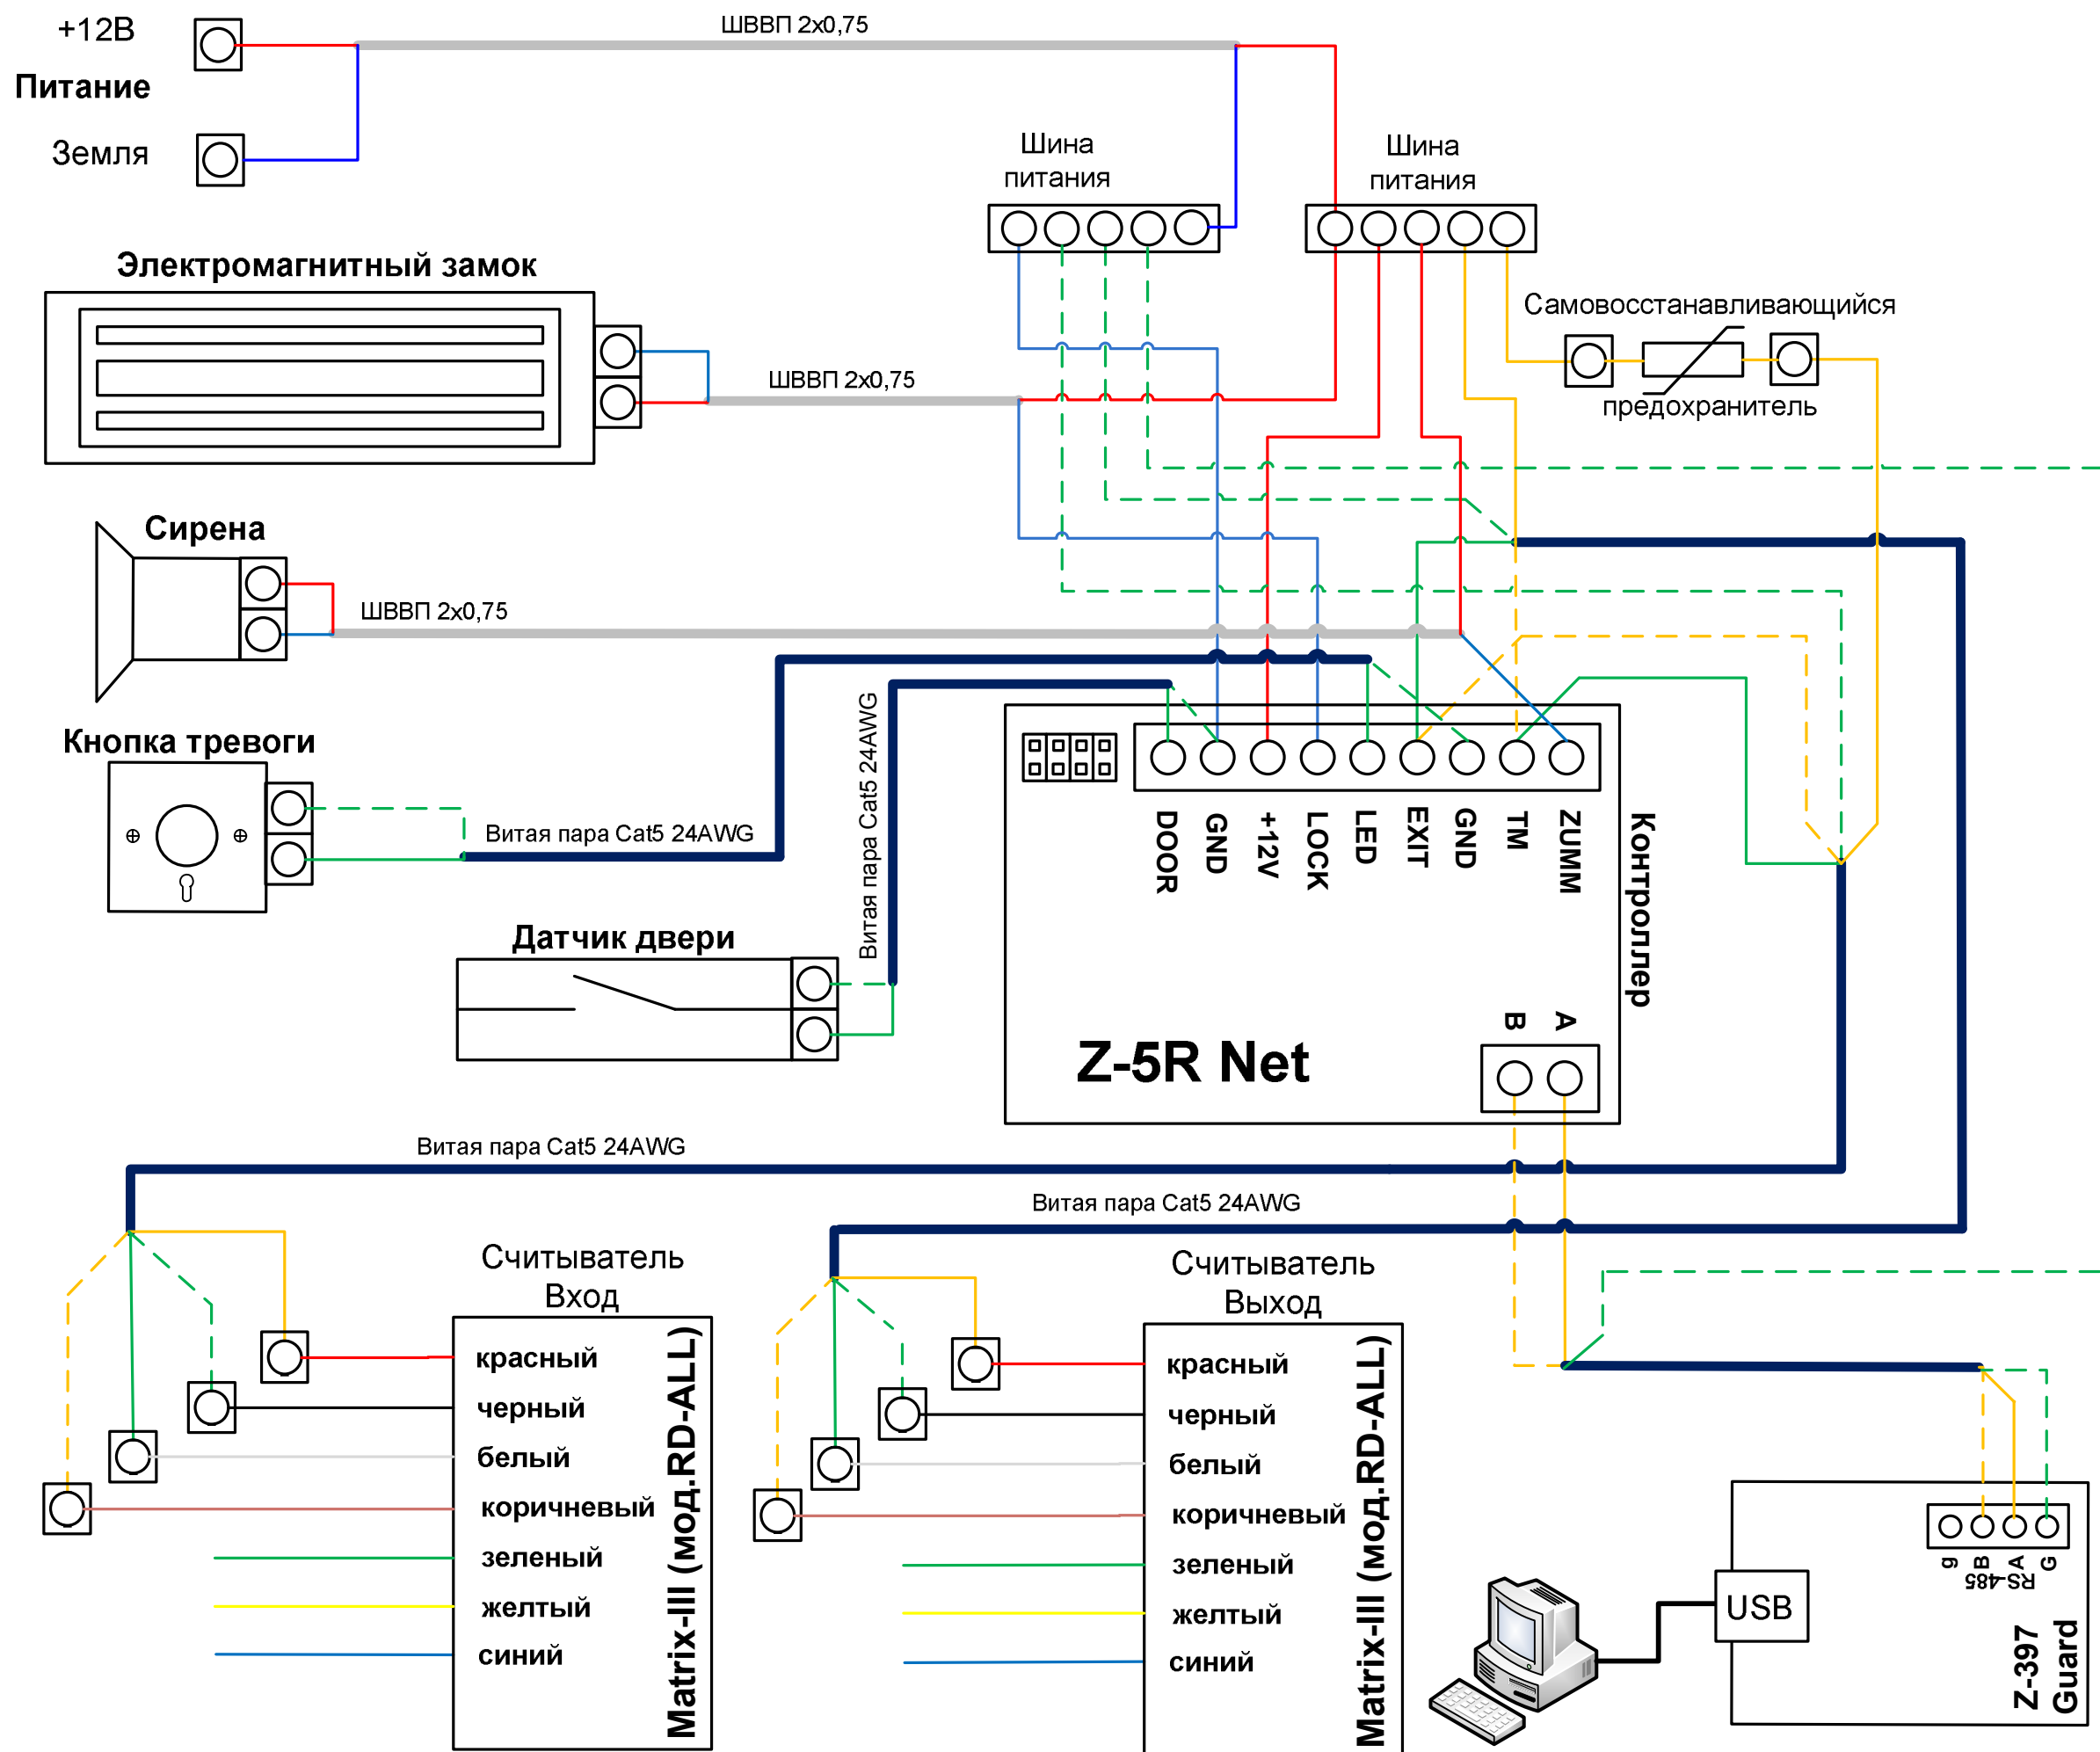 +12В
ШВВП 2x0,75
Питание
Земля
Шина
питания
Шина
питания
Электромагнитный замок
Самовосстанавливающийся
предохранитель
ШВВП 2x0,75
Сирена
ШВВП 2x0,75
Кнопка тревоги
Витая пара Cat5 24AWG
Витая пара Cat5 24AWG
Датчик двери
DOOR
GND
+12V
LOCK
LED
EXIT
GND
TM
ZUMM
Контроллер
B
A
Z-5R Net
Витая пара Cat5 24AWG
Витая пара Cat5 24AWG
Считыватель
Вход
красный
черный
белый
коричневый
зеленый
желтый
синий
Matrix-III (мод.RD-ALL)
Считыватель
Выход
красный
черный
белый
коричневый
зеленый
желтый
синий
Matrix-III (мод.RD-ALL)
g
B
A
G
RS-485
USB
Z-397
Guard